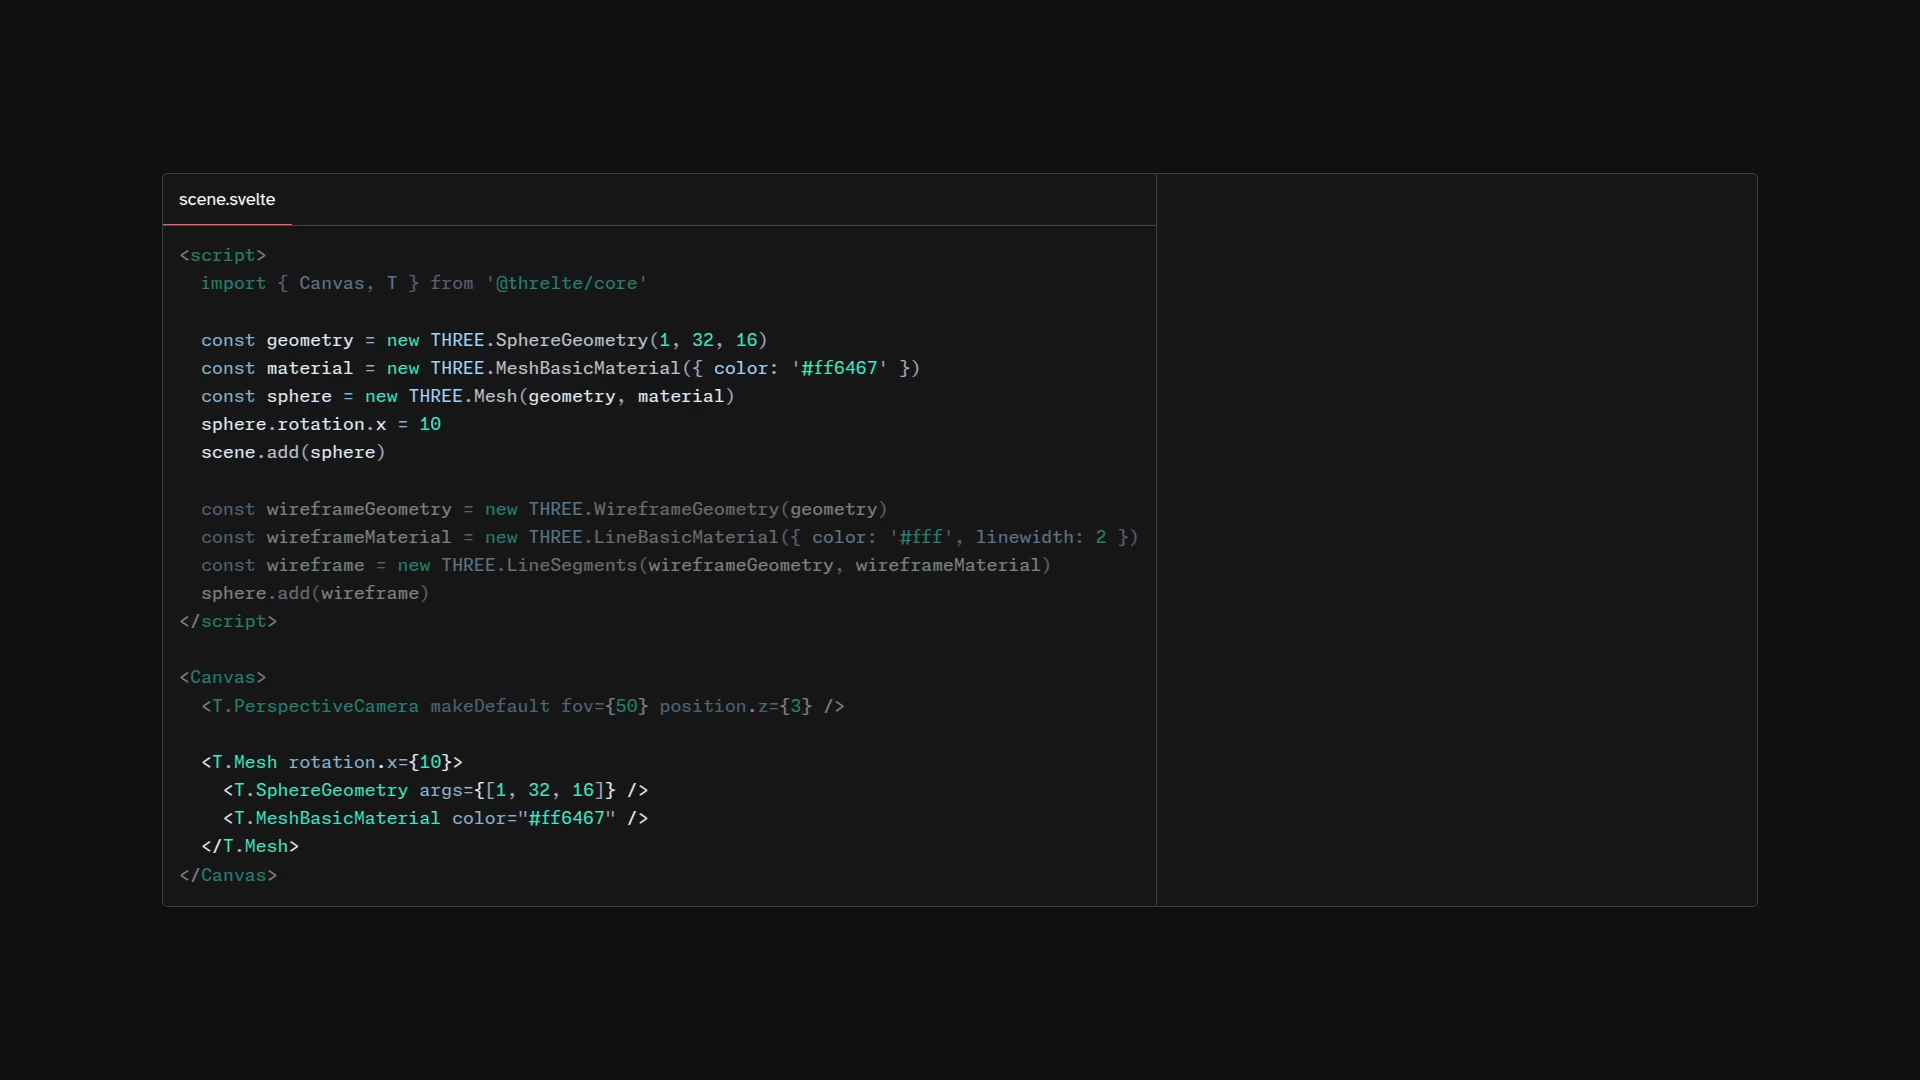 scene.svelte
<script>
  import { Canvas, T } from '@threlte/core'

  const geometry = new THREE.SphereGeometry(1, 32, 16)
  const material = new THREE.MeshBasicMaterial({ color: '#ff6467' })
  const sphere = new THREE.Mesh(geometry, material)
  sphere.rotation.x = 10
  scene.add(sphere)

  const wireframeGeometry = new THREE.WireframeGeometry(geometry)
  const wireframeMaterial = new THREE.LineBasicMaterial({ color: '#fff', linewidth: 2 })
  const wireframe = new THREE.LineSegments(wireframeGeometry, wireframeMaterial)
  sphere.add(wireframe)
</script>

<Canvas>
  <T.PerspectiveCamera makeDefault fov={50} position.z={3} />

  <T.Mesh rotation.x={10}>
    <T.SphereGeometry args={[1, 32, 16]} />
    <T.MeshBasicMaterial color="#ff6467" />
  </T.Mesh>
</Canvas>